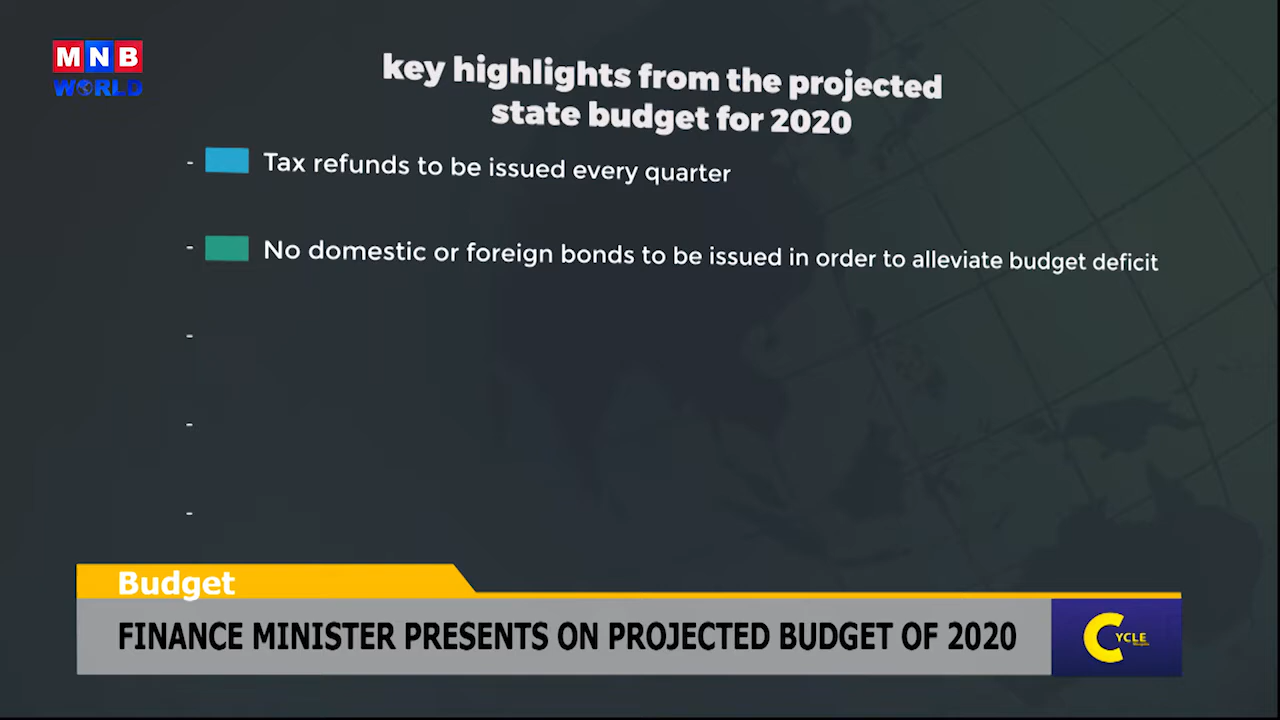 MNB
WORLD
key highlights from the projected
state budget for 2020
- Tax refunds to be issued every quarter
- No domestic or foreign bonds to be issued in order to alleviate budget deficit
-
-
-
Budget
FINANCE MINISTER PRESENTS ON PROJECTED BUDGET OF 2020
CYCLE